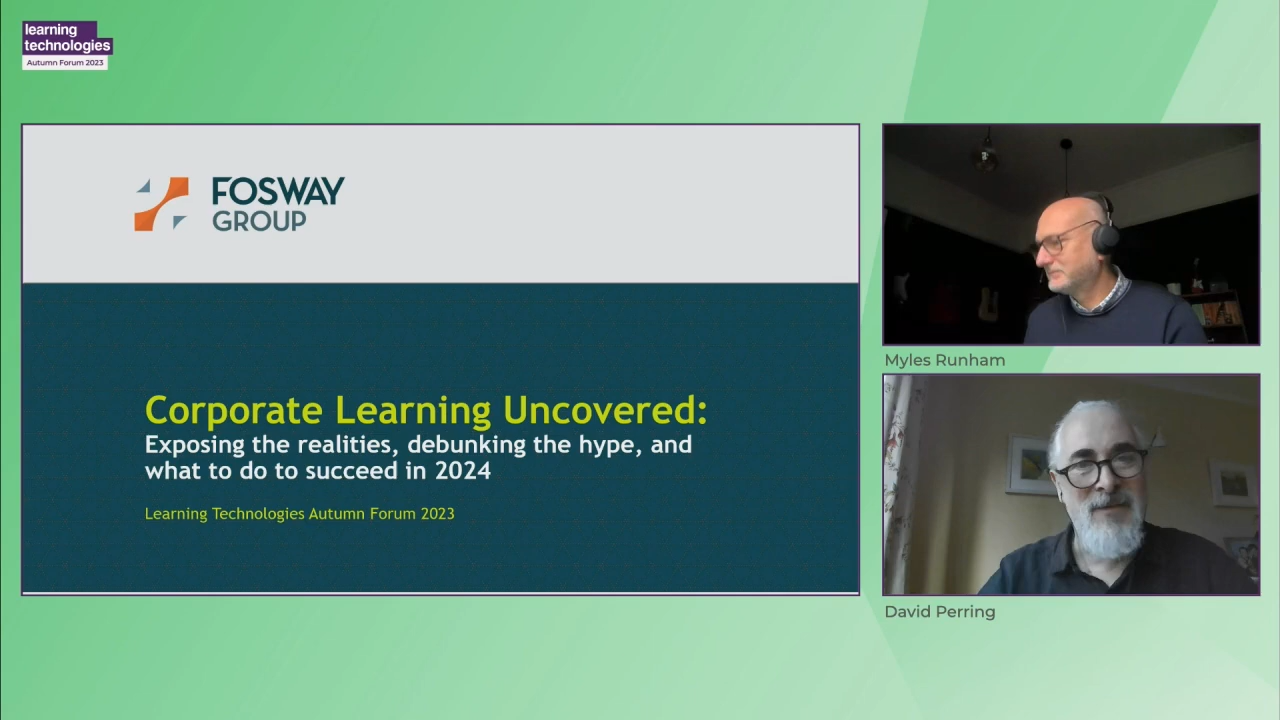 learning
technologies
Autumn Forum 2023
FOSWAY
GROUP
Corporate Learning Uncovered:
Exposing the realities, debunking the hype, and
what to do to succeed in 2024
Learning Technologies Autumn Forum 2023
Myles Runham
David Perring